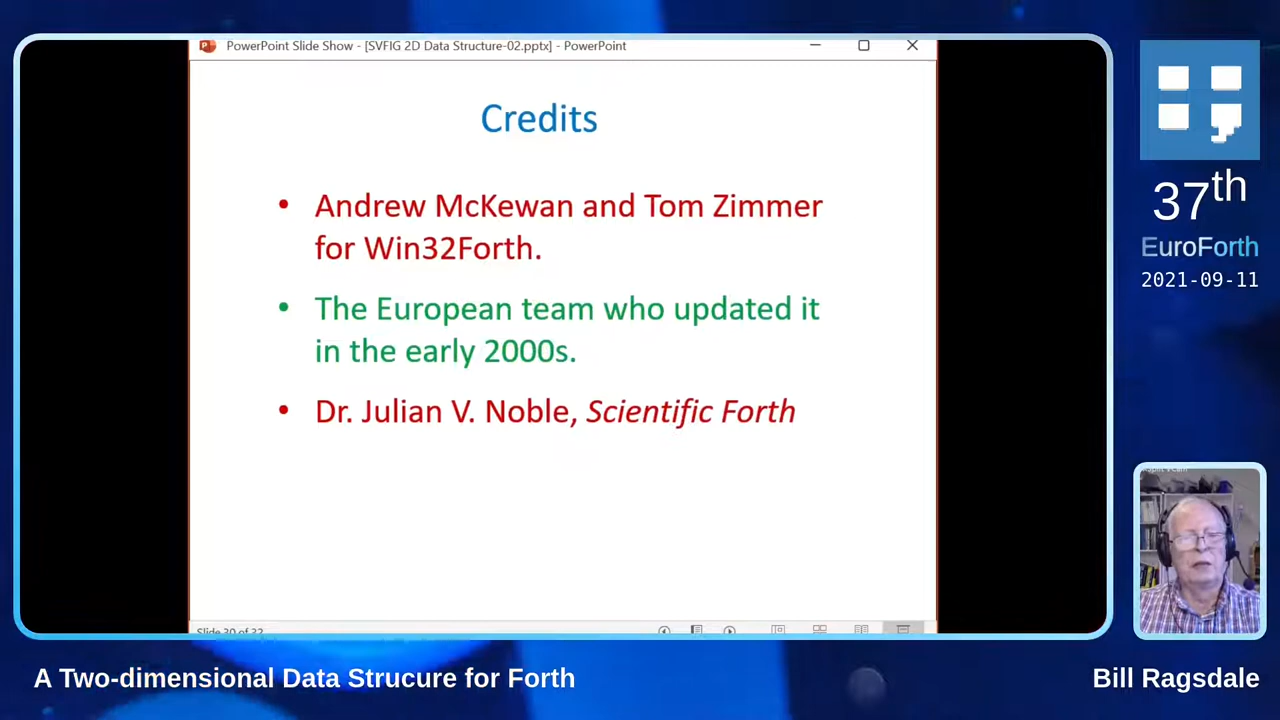 PowerPoint Slide Show - [SVFIG 2D Data Structure-02.pptx] - PowerPoint
Credits
• Andrew McKewan and Tom Zimmer
for Win32Forth.
• The European team who updated it
in the early 2000s.
• Dr. Julian V. Noble, Scientific Forth
Slide 30 of 32
37th
EuroForth
2021-09-11
A Two-dimensional Data Strucure for Forth
Bill Ragsdale